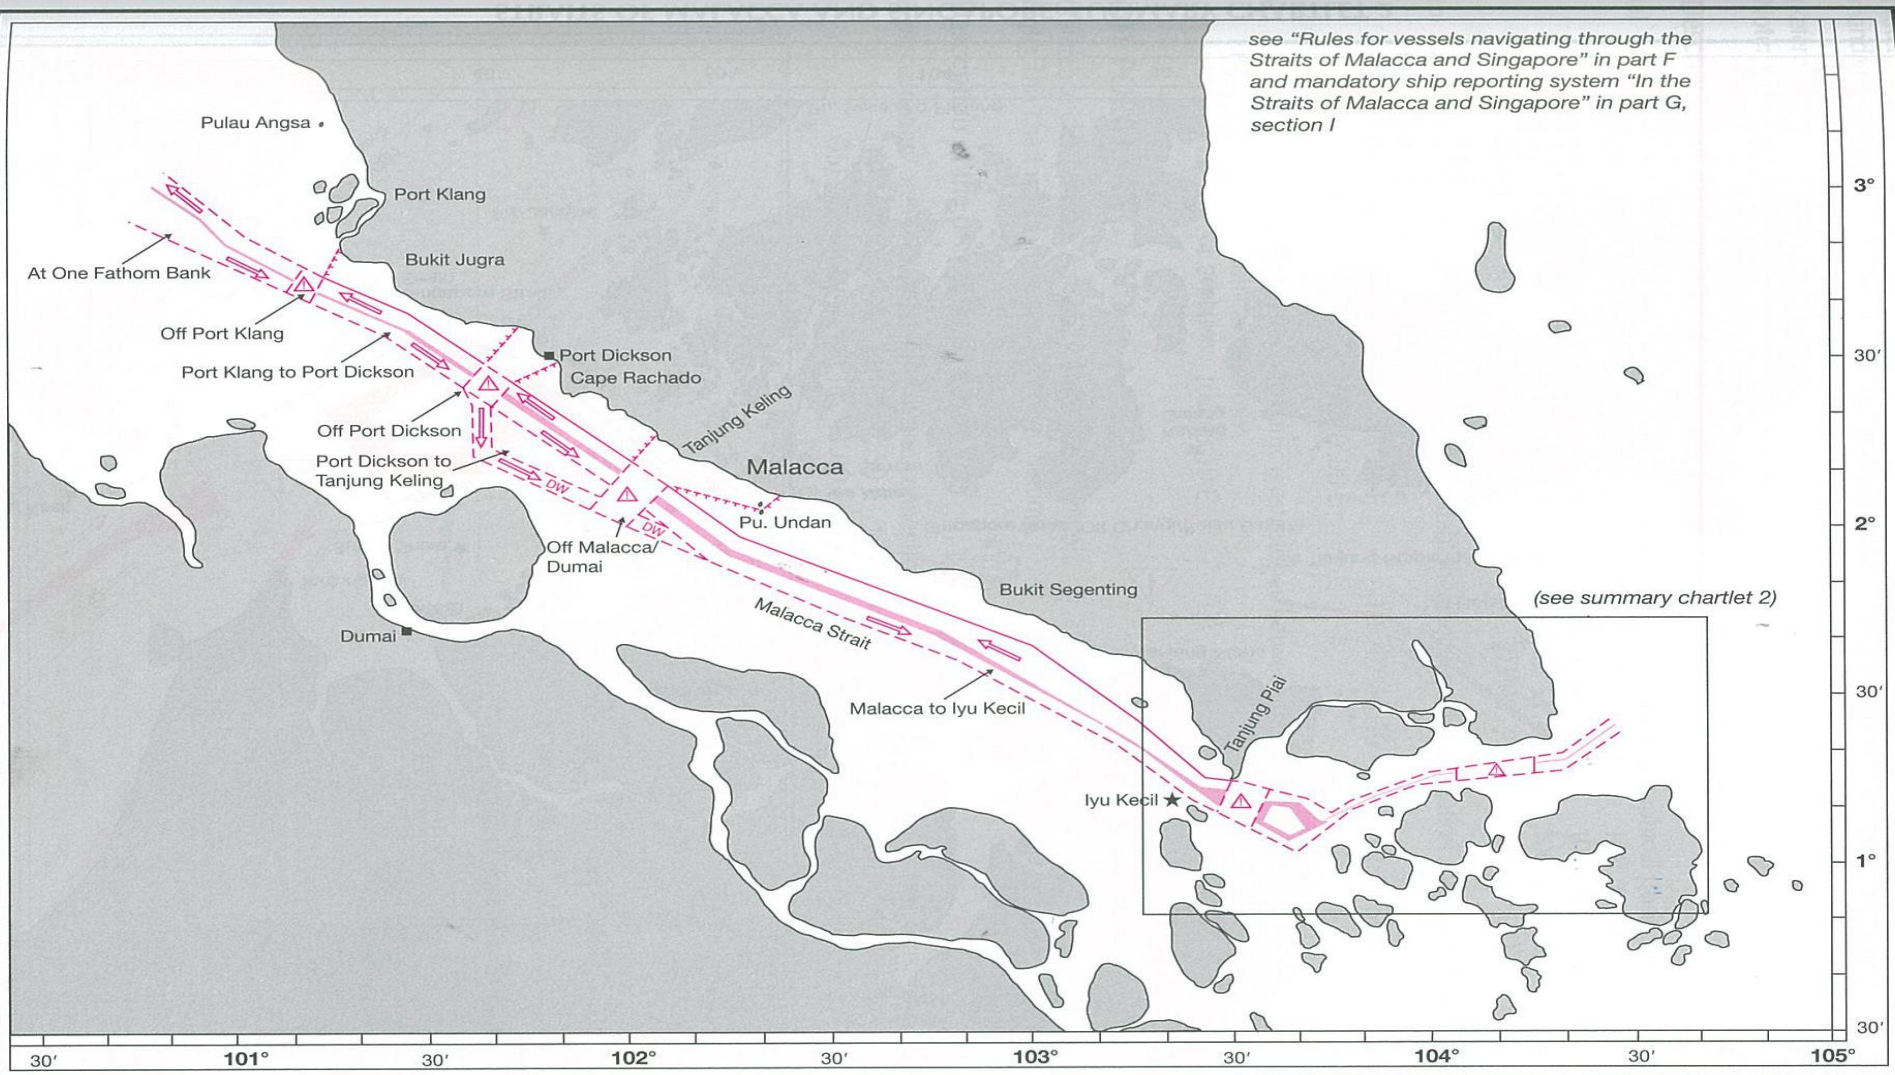 see “Rules for vessels navigating through the
Straits of Malacca and Singapore” in part F
and mandatory ship reporting system “In the
Straits of Malacca and Singapore” in part G,
section I
Pulau Angsa
Port Klang
3°
Bukit Jugra
At One Fathom Bank
Off Port Klang
Port Dickson
30′
Port Klang to Port Dickson
Cape Rachado
Tanjung Keling
Off Port Dickson
Port Dickson to
Tanjung Keling
Malacca
DW
Pu. Undan
2°
DW
Off Malacca/
Dumai
Bukit Segenting
(see summary chartlet 2)
Malacca Strait
Dumai
30′
Malacca to Iyu Kecil
Tanjung Piai
Iyu Kecil
1°
30′
30′ 101° 30′ 102° 30′ 103° 30′ 104° 30′ 105°